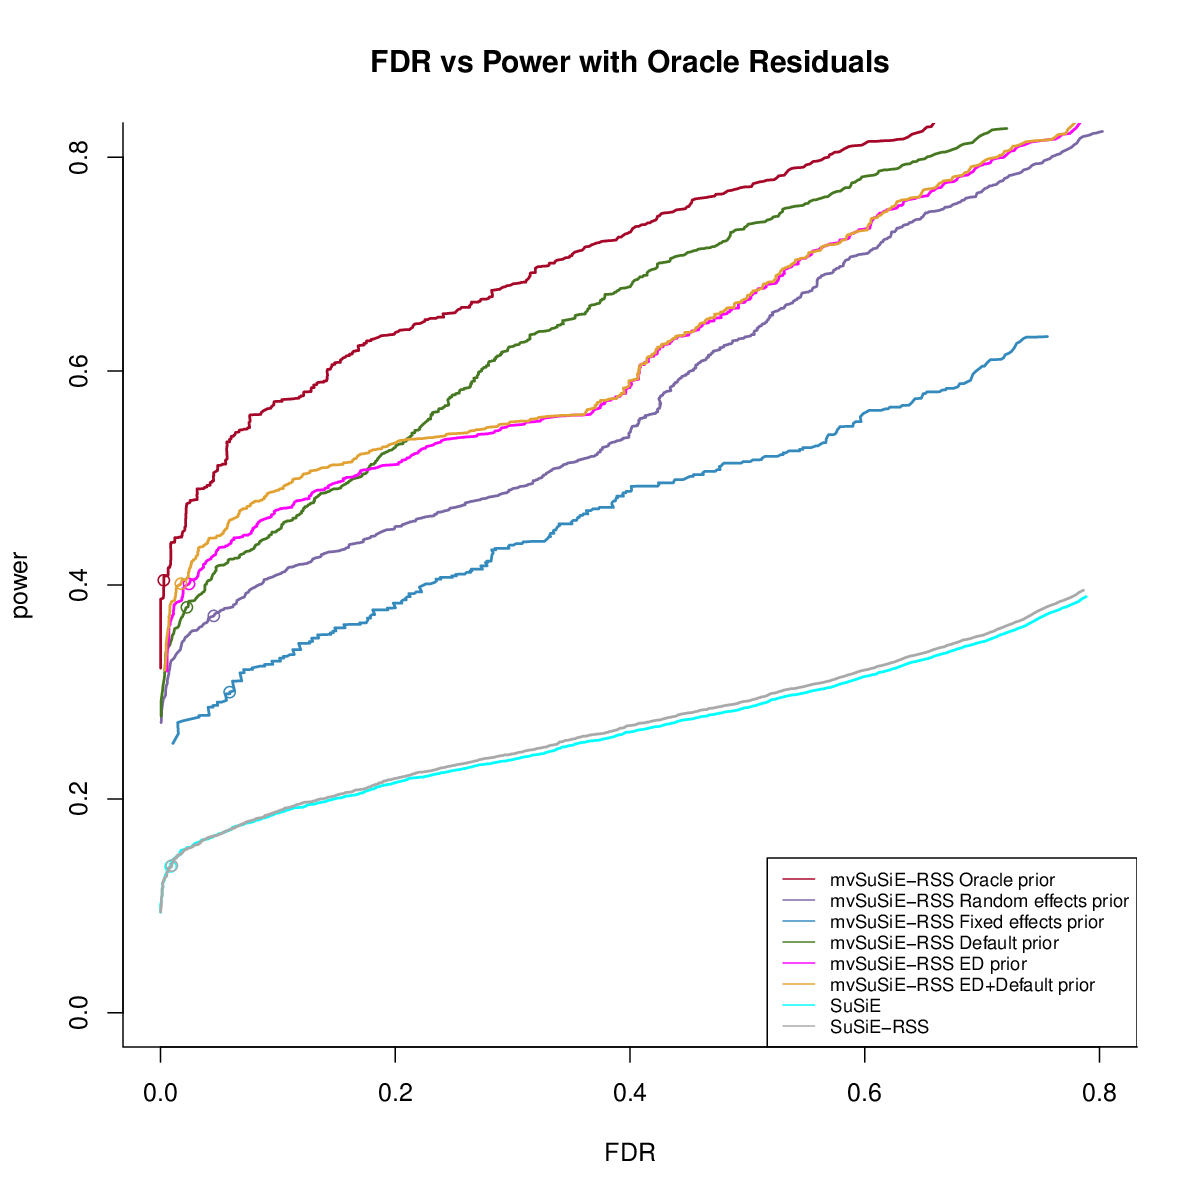 FDR vs Power with Oracle Residuals
power
0.8
0.6
0.4
0.2
0.0
mvSuSiE−RSS Oracle prior
mvSuSiE−RSS Random effects prior
mvSuSiE−RSS Fixed effects prior
mvSuSiE−RSS Default prior
mvSuSiE−RSS ED prior
mvSuSiE−RSS ED+Default prior
SuSiE
SuSiE−RSS
0.0 0.2 0.4 0.6 0.8
FDR